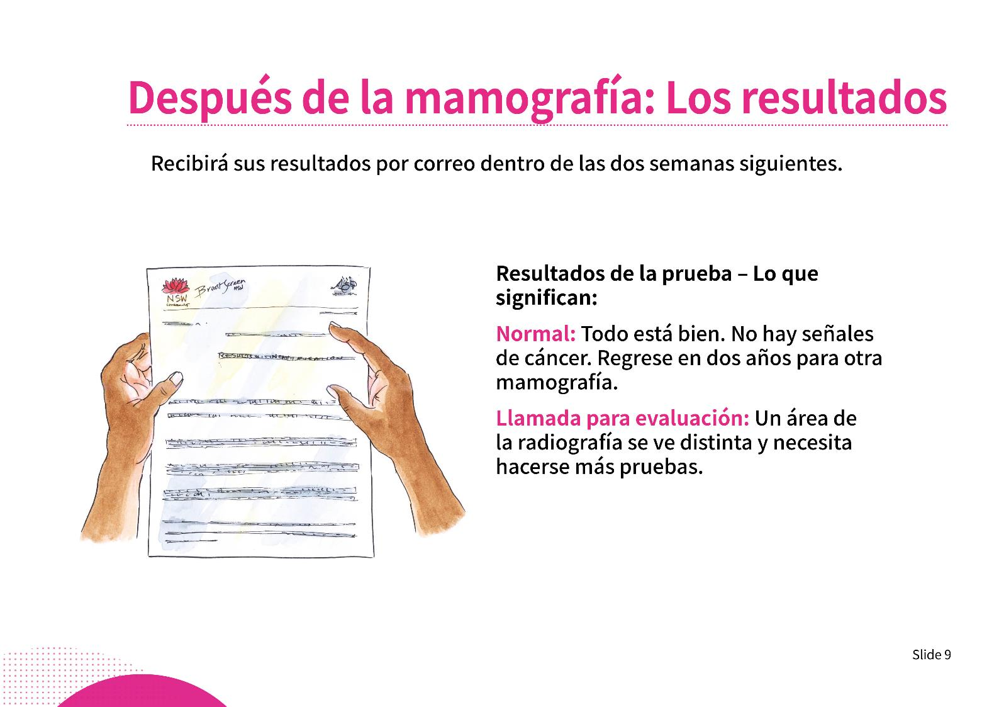 Después de la mamografía: Los resultados
Recibirá sus resultados por correo dentro de las dos semanas siguientes.
NSW
BreastScreen
NSW
Resultados de la prueba – Lo que
significan:
Normal: Todo está bien. No hay señales
de cáncer. Regrese en dos años para otra
mamografía.
Llamada para evaluación: Un área de
la radiografía se ve distinta y necesita
hacerse más pruebas.
Slide 9